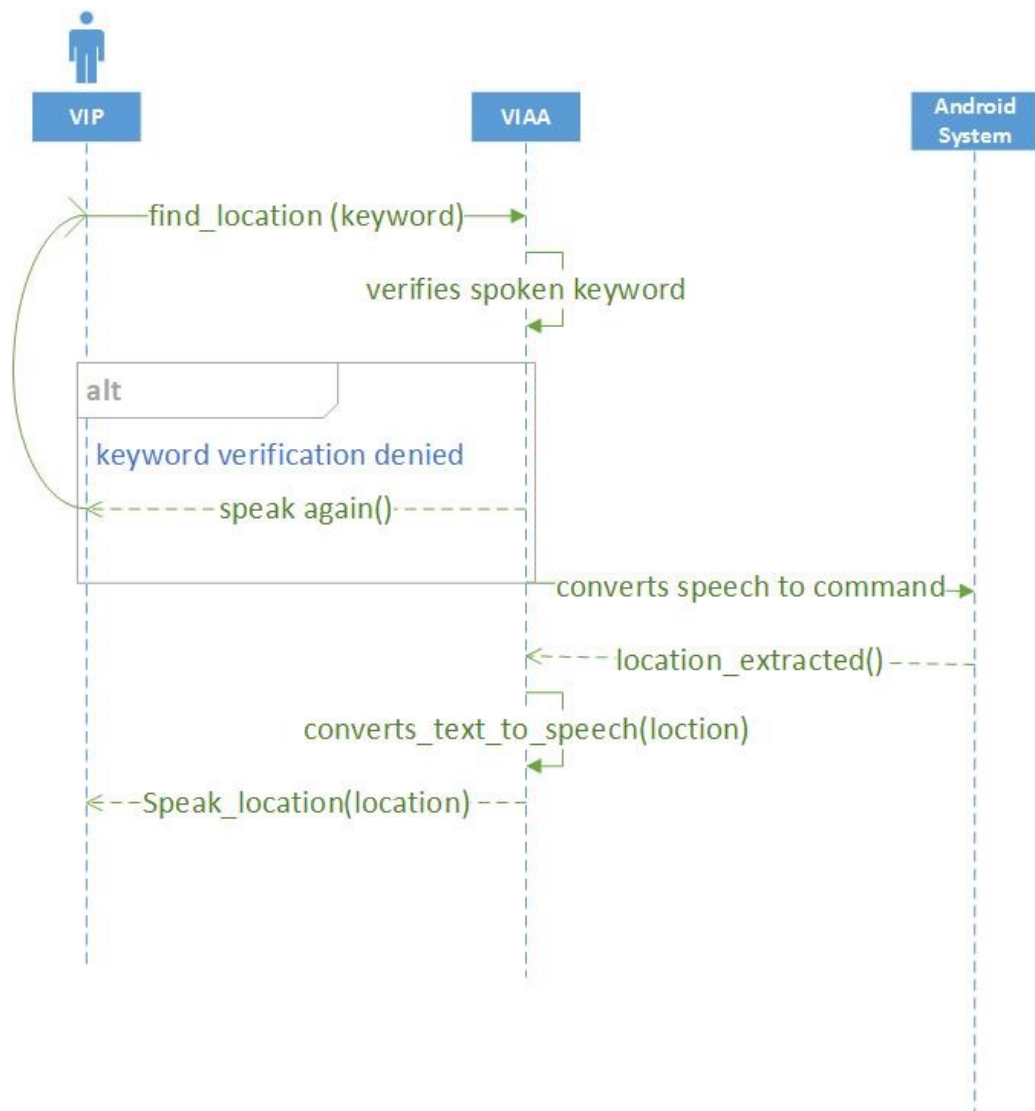 VIP
VIAA
Android
System
find_location (keyword)
verifies spoken keyword
alt
keyword verification denied
speak again()
converts speech to command
location_extracted()
converts_text_to_speech(loction)
Speak_location(location)